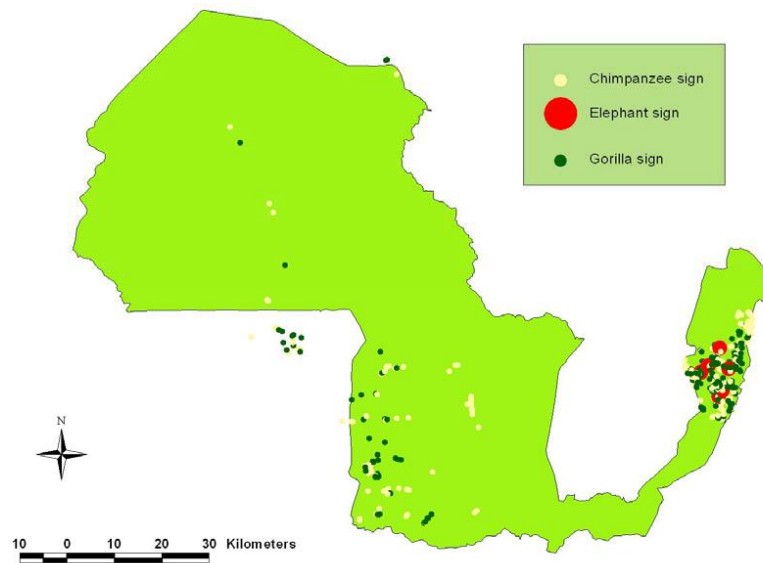 Chimpanzee sign
Elephant sign
Gorilla sign
N
10 0 10 20 30 Kilometers